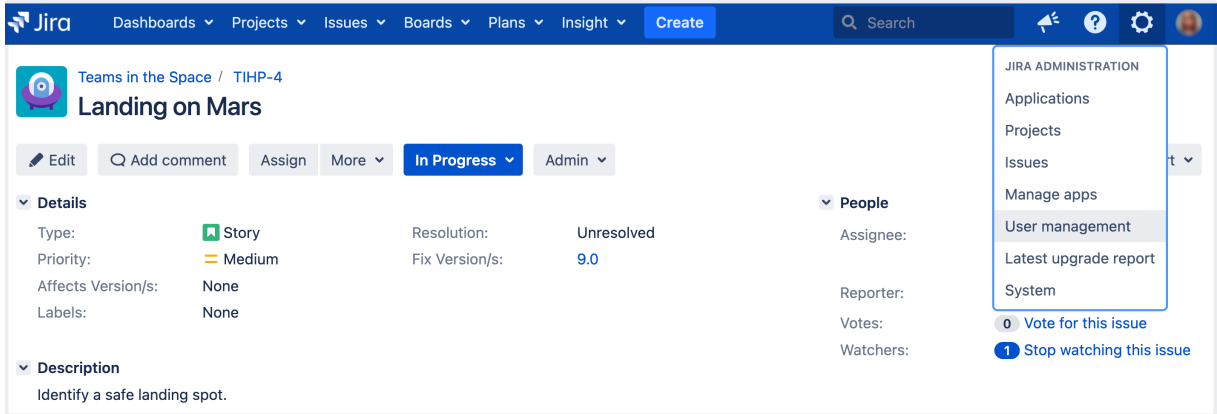 Jira Dashboards Projects Issues Boards Plans Insight Create Search
Teams in the Space / TIHP-4
Landing on Mars
Edit Add comment Assign More In Progress Admin
JIRA ADMINISTRATION
Applications
Projects
Issues
Manage apps
User management
Latest upgrade report
System
Details
Type: Story
Resolution: Unresolved
Priority: Medium
Fix Version/s: 9.0
Affects Version/s: None
Labels: None
People
Assignee:
Reporter:
Votes: 0 Vote for this issue
Watchers: 1 Stop watching this issue
Description
Identify a safe landing spot.